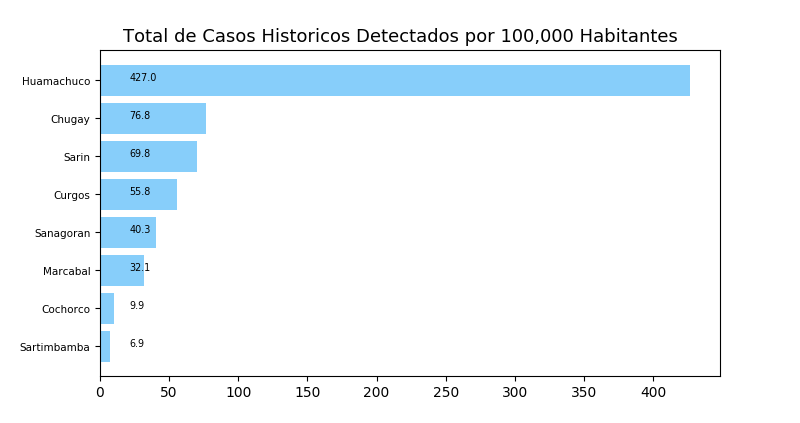 Total de Casos Historicos Detectados por 100,000 Habitantes
Huamachuco 427.0
Chugay 76.8
Sarin 69.8
Curgos 55.8
Sanagoran 40.3
Marcabal 32.1
Cochorco 9.9
Sartimbamba 6.9
0 50 100 150 200 250 300 350 400